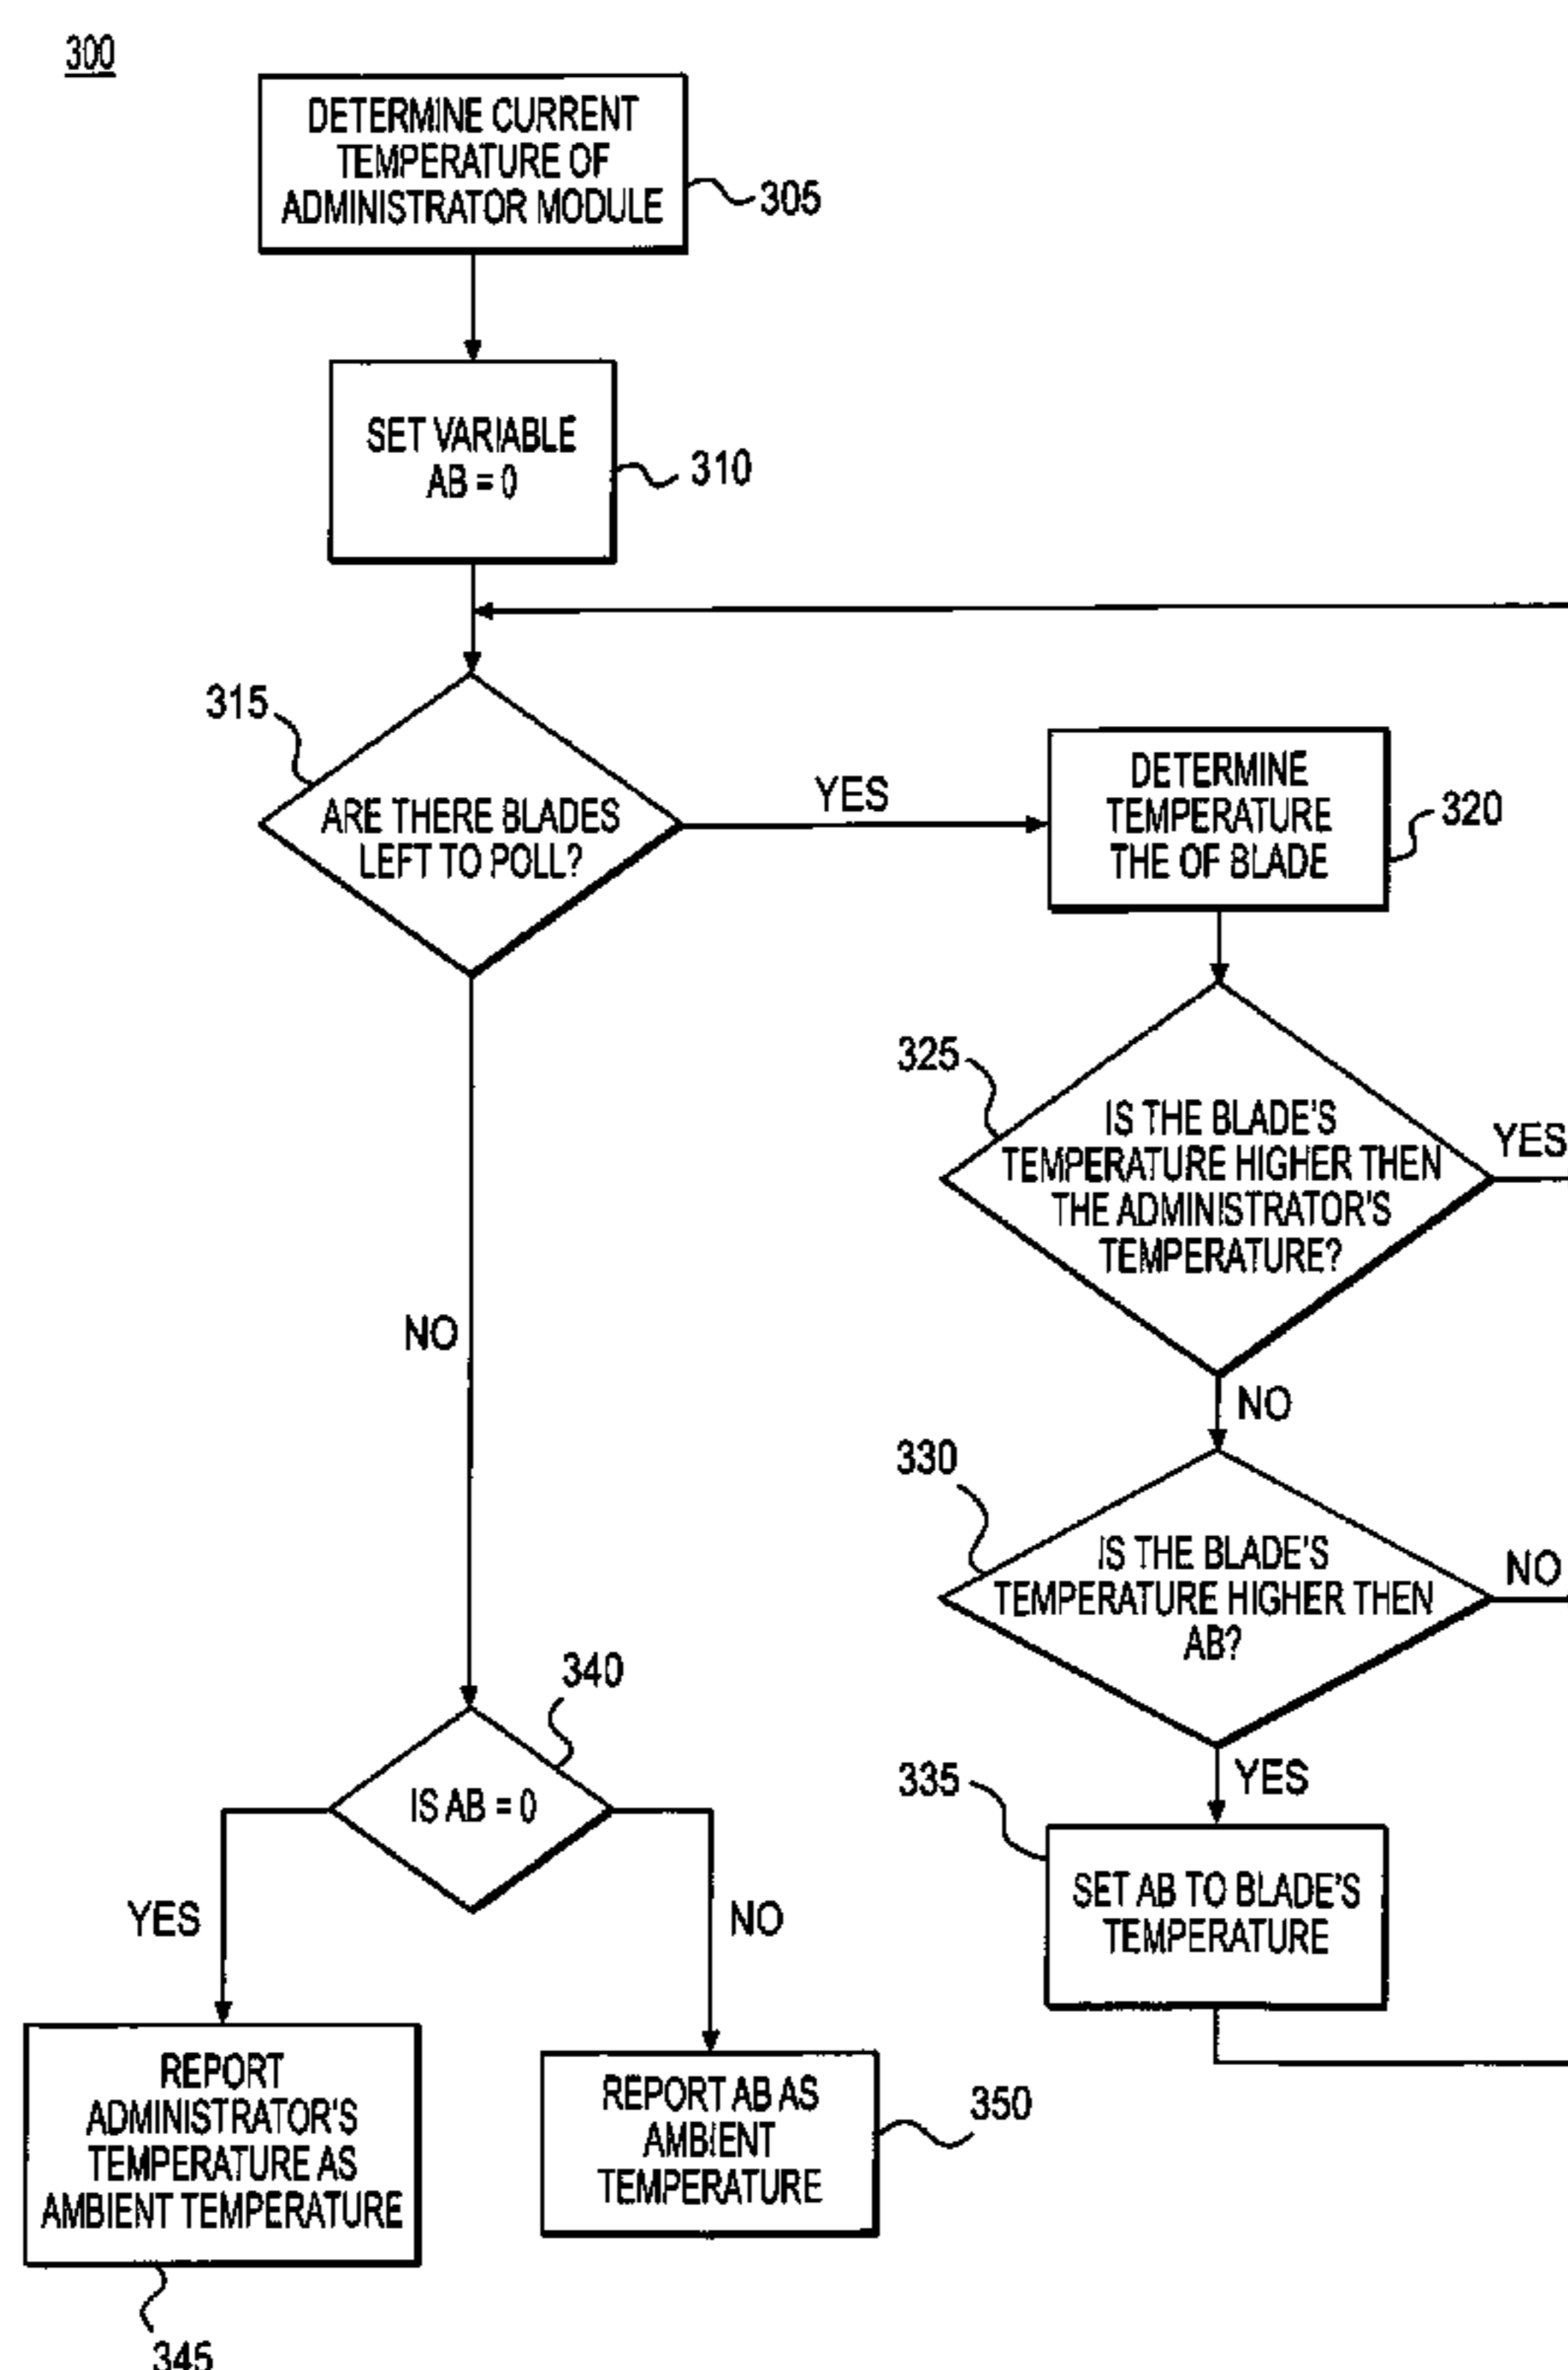 300
DETERMINE CURRENT
TEMPERATURE OF
ADMINISTRATOR MODULE
305
SET VARIABLE
AB = 0
310
315
ARE THERE BLADES
LEFT TO POLL?
YES
DETERMINE
TEMPERATURE
THE OF BLADE
320
325
IS THE BLADE'S
TEMPERATURE HIGHER THEN
THE ADMINISTRATOR'S
TEMPERATURE?
YES
NO
NO
330
IS THE BLADE'S
TEMPERATURE HIGHER THEN
AB?
NO
YES
335
SET AB TO BLADE'S
TEMPERATURE
340
IS AB = 0
YES
NO
REPORT
ADMINISTRATOR'S
TEMPERATURE AS
AMBIENT TEMPERATURE
345
REPORT AB AS
AMBIENT
TEMPERATURE
350